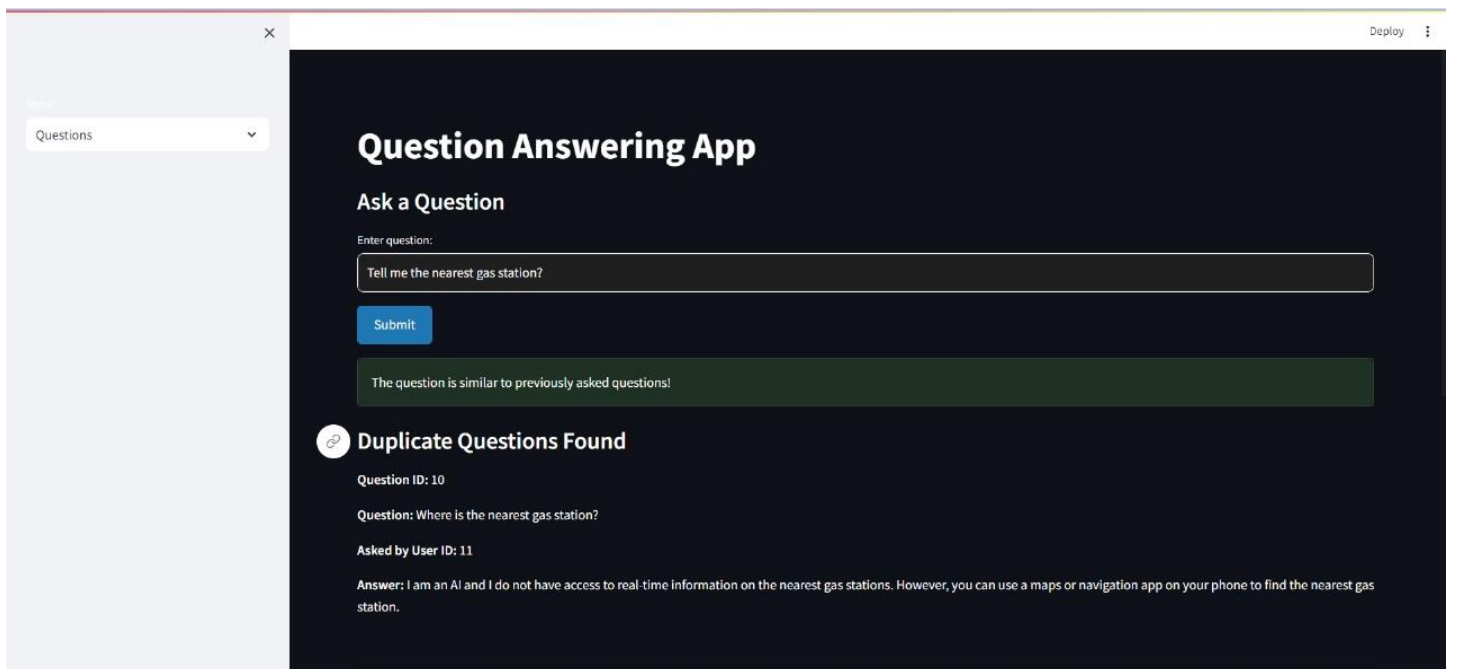 Deploy
Questions
Question Answering App
Ask a Question
Enter question:
Tell me the nearest gas station?
Submit
The question is similar to previously asked questions!
Duplicate Questions Found
Question ID: 10
Question: Where is the nearest gas station?
Asked by User ID: 11
Answer: I am an AI and I do not have access to real-time information on the nearest gas stations. However, you can use a maps or navigation app on your phone to find the nearest gas
station.